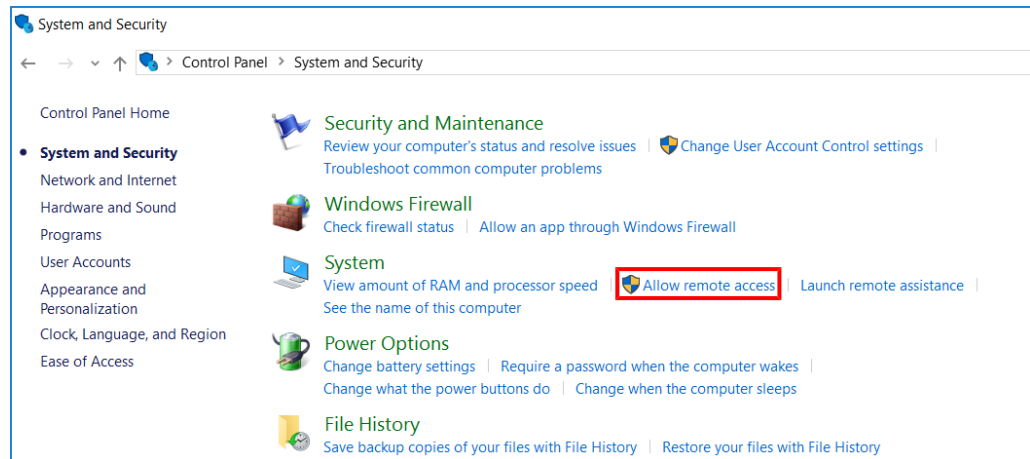 System and Security
Control Panel > System and Security
Control Panel Home
System and Security
Network and Internet
Hardware and Sound
Programs
User Accounts
Appearance and
Personalization
Clock, Language, and Region
Ease of Access
Security and Maintenance
Review your computer's status and resolve issues | Change User Account Control settings |
Troubleshoot common computer problems
Windows Firewall
Check firewall status | Allow an app through Windows Firewall
System
View amount of RAM and processor speed | Allow remote access | Launch remote assistance |
See the name of this computer
Power Options
Change battery settings | Require a password when the computer wakes |
Change what the power buttons do | Change when the computer sleeps
File History
Save backup copies of your files with File History | Restore your files with File History